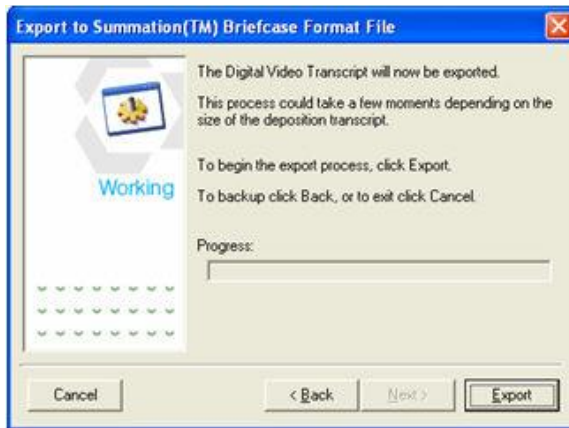 Export to Summation(TM) Briefcase Format File
The Digital Video Transcript will now be exported.
This process could take a few moments depending on the
size of the deposition transcript.
To begin the export process, click Export.
Working
To backup click Back, or to exit click Cancel.
Progress:
Cancel
< Back
Next >
Export